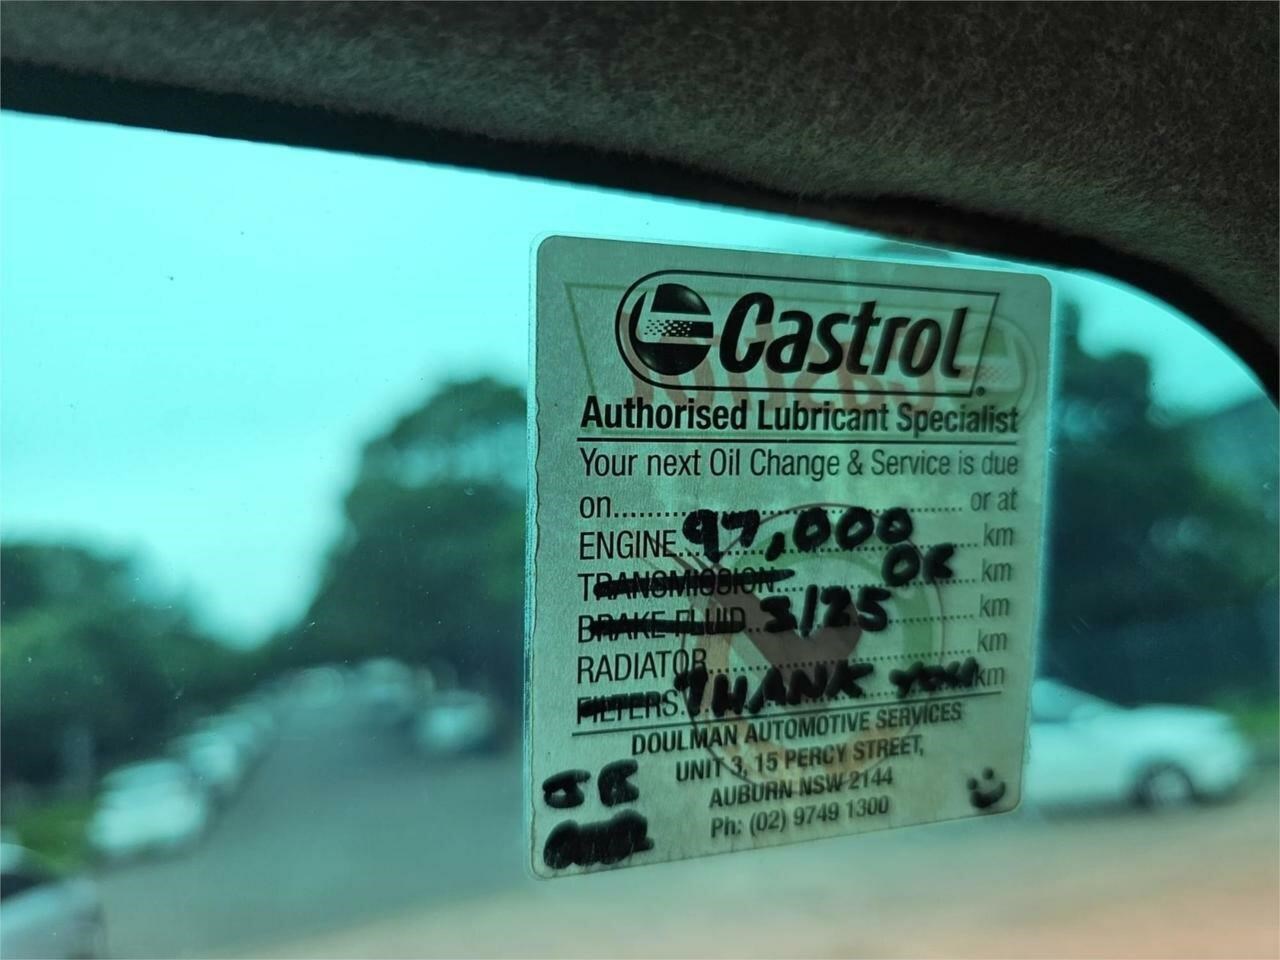 Castrol
Authorised Lubricant Specialist
Your next Oil Change & Service is due
on.......................................... or at
ENGINE...97,000..........km
TRANSMISSION..........OR...km
BRAKE FLUID..3/25..........km
RADIATOR..............................km
FILTERS. THANK YOU km
DOULMAN AUTOMOTIVE SERVICES
UNIT 3, 15 PERCY STREET,
AUBURN NSW 2144
Ph: (02) 9749 1300